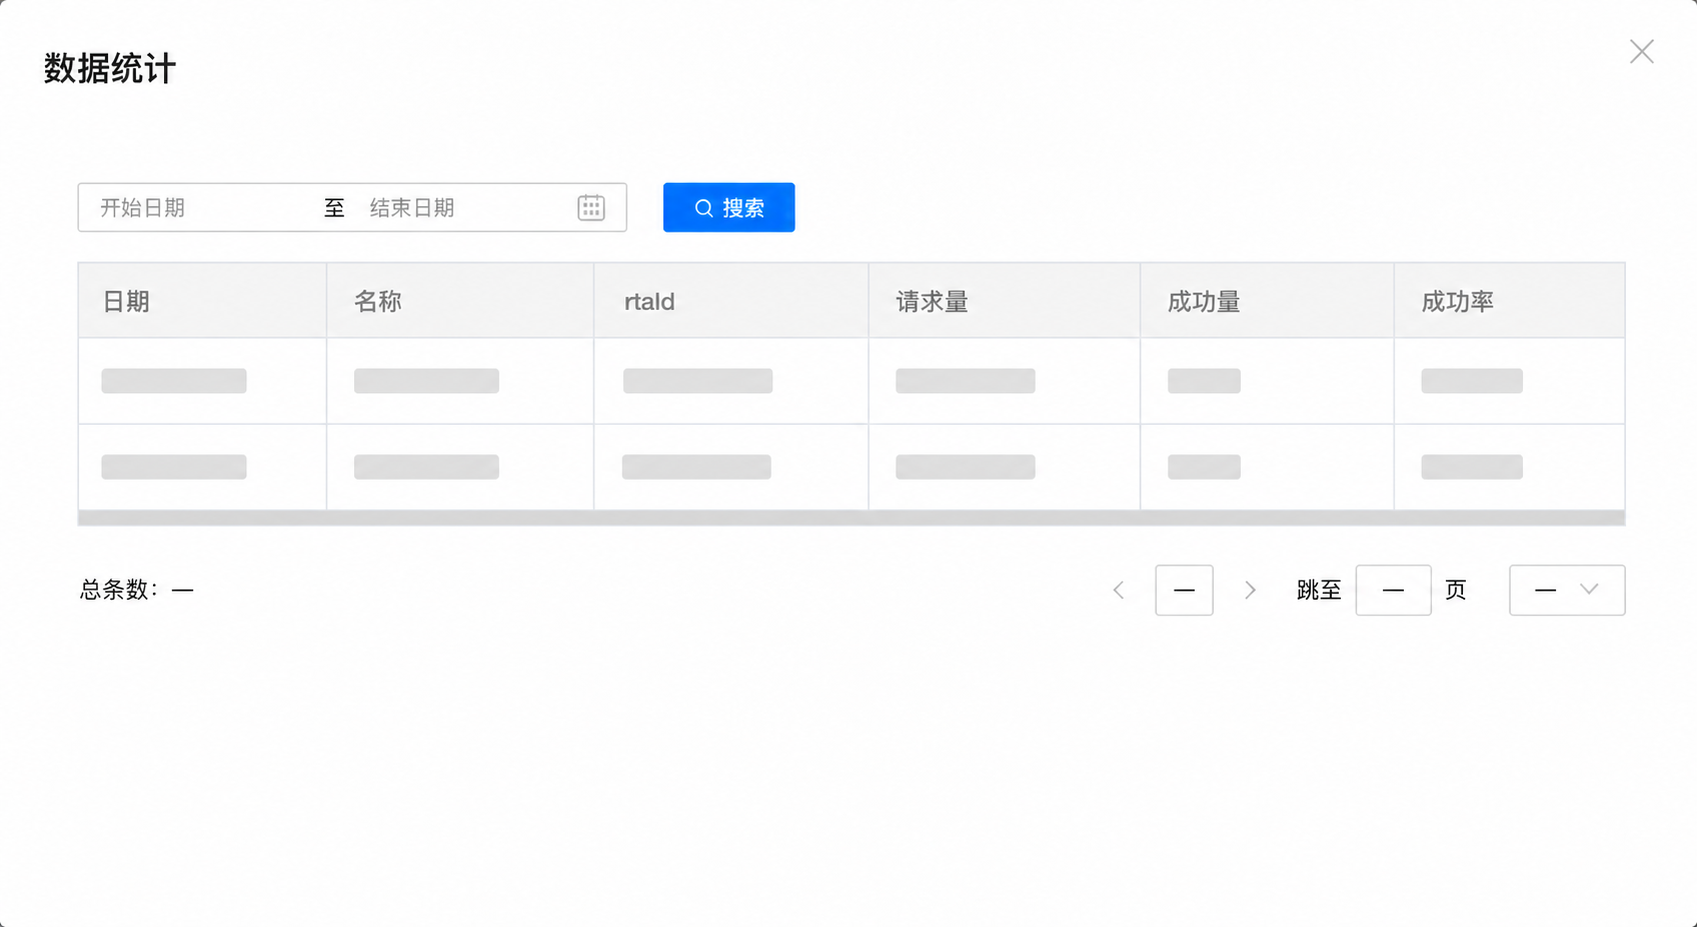 数据统计
开始日期 至 结束日期 搜索
日期 名称 rtaId 请求量 成功量 成功率
总条数：— — 跳至 — 页 —